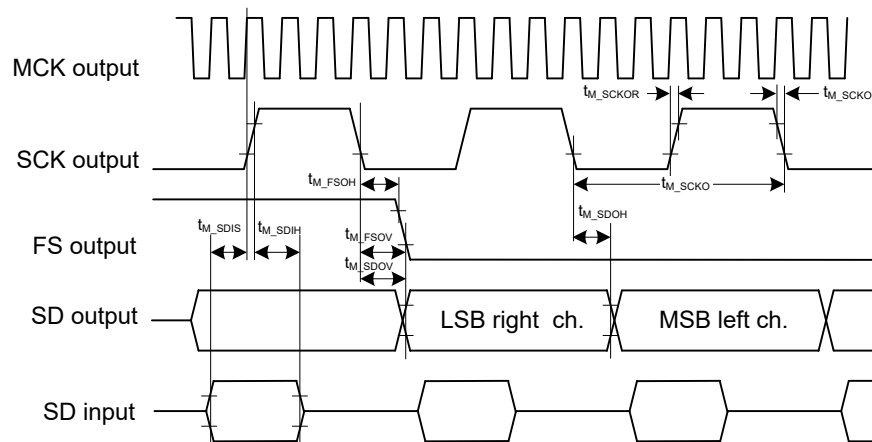 MCK output
t_M_SCKOR
t_M_SCKO
SCK output
t_M_FSOH
t_M_SCKO
t_M_SDIS
t_M_SDIH
t_M_SDOH
FS output
t_M_FSOV
t_M_SDOV
SD output
LSB right ch.
MSB left ch.
SD input